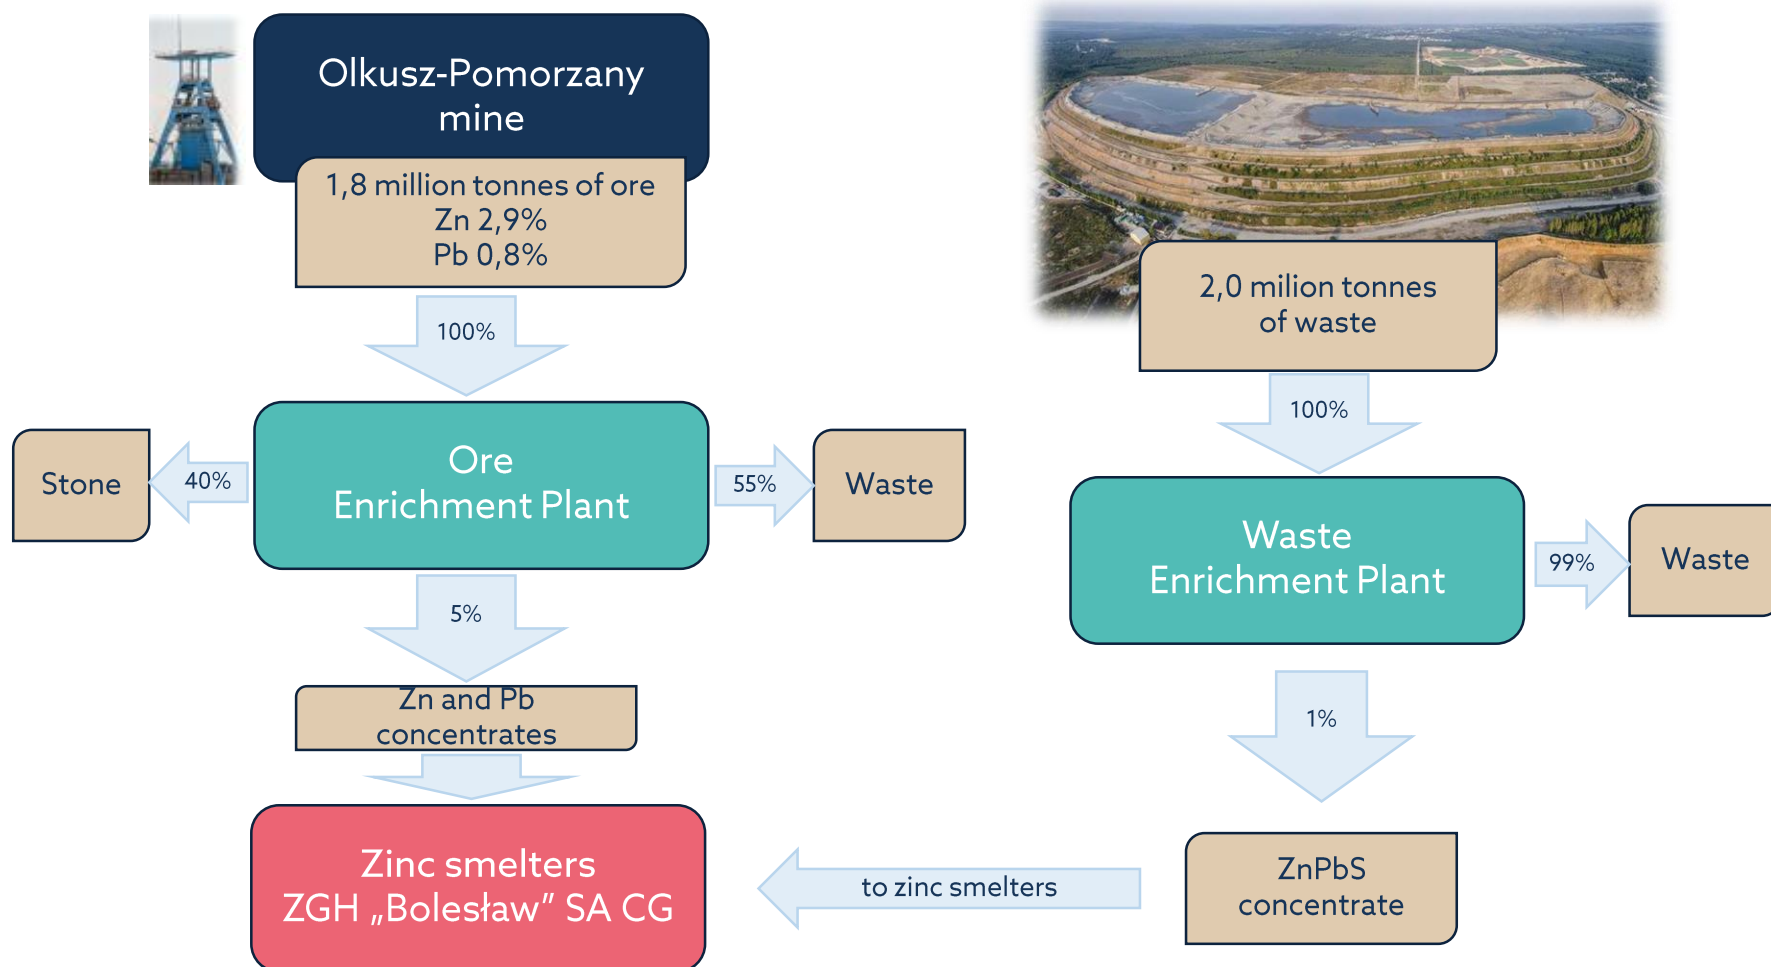 Olkusz-Pomorzany
mine
1,8 million tonnes of ore
Zn 2,9%
Pb 0,8%
100%
Stone
40%
Ore
Enrichment Plant
55%
Waste
5%
Zn and Pb
concentrates
Zinc smelters
ZGH „Bolesław” SA CG
2,0 milion tonnes
of waste
100%
Waste
Enrichment Plant
99%
Waste
1%
ZnPbS
concentrate
to zinc smelters